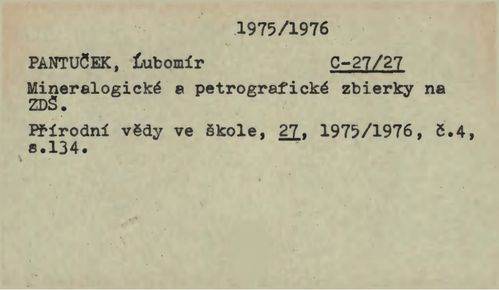 1975/1976
PANTUČEK, Ĺubomír C-27/27
Mineralogické a petrografické zbierky na
ZDŠ.
Přírodní vědy ve škole, 27, 1975/1976, č.4,
s.134.